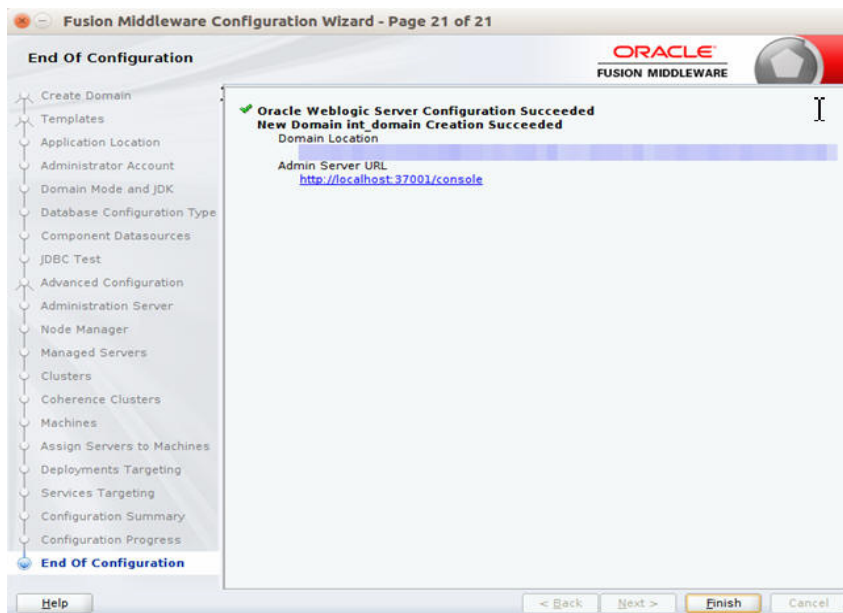 Fusion Middleware Configuration Wizard - Page 21 of 21
End Of Configuration
ORACLE
FUSION MIDDLEWARE
Create Domain
Templates
Application Location
Administrator Account
Domain Mode and JDK
Database Configuration Type
Component Datasources
JDBC Test
Advanced Configuration
Administration Server
Node Manager
Managed Servers
Clusters
Coherence Clusters
Machines
Assign Servers to Machines
Deployments Targeting
Services Targeting
Configuration Summary
Configuration Progress
End Of Configuration
Oracle Weblogic Server Configuration Succeeded
New Domain int_domain Creation Succeeded
Domain Location
Admin Server URL
http://localhost:37001/console
Help
< Back
Next >
Finish
Cancel